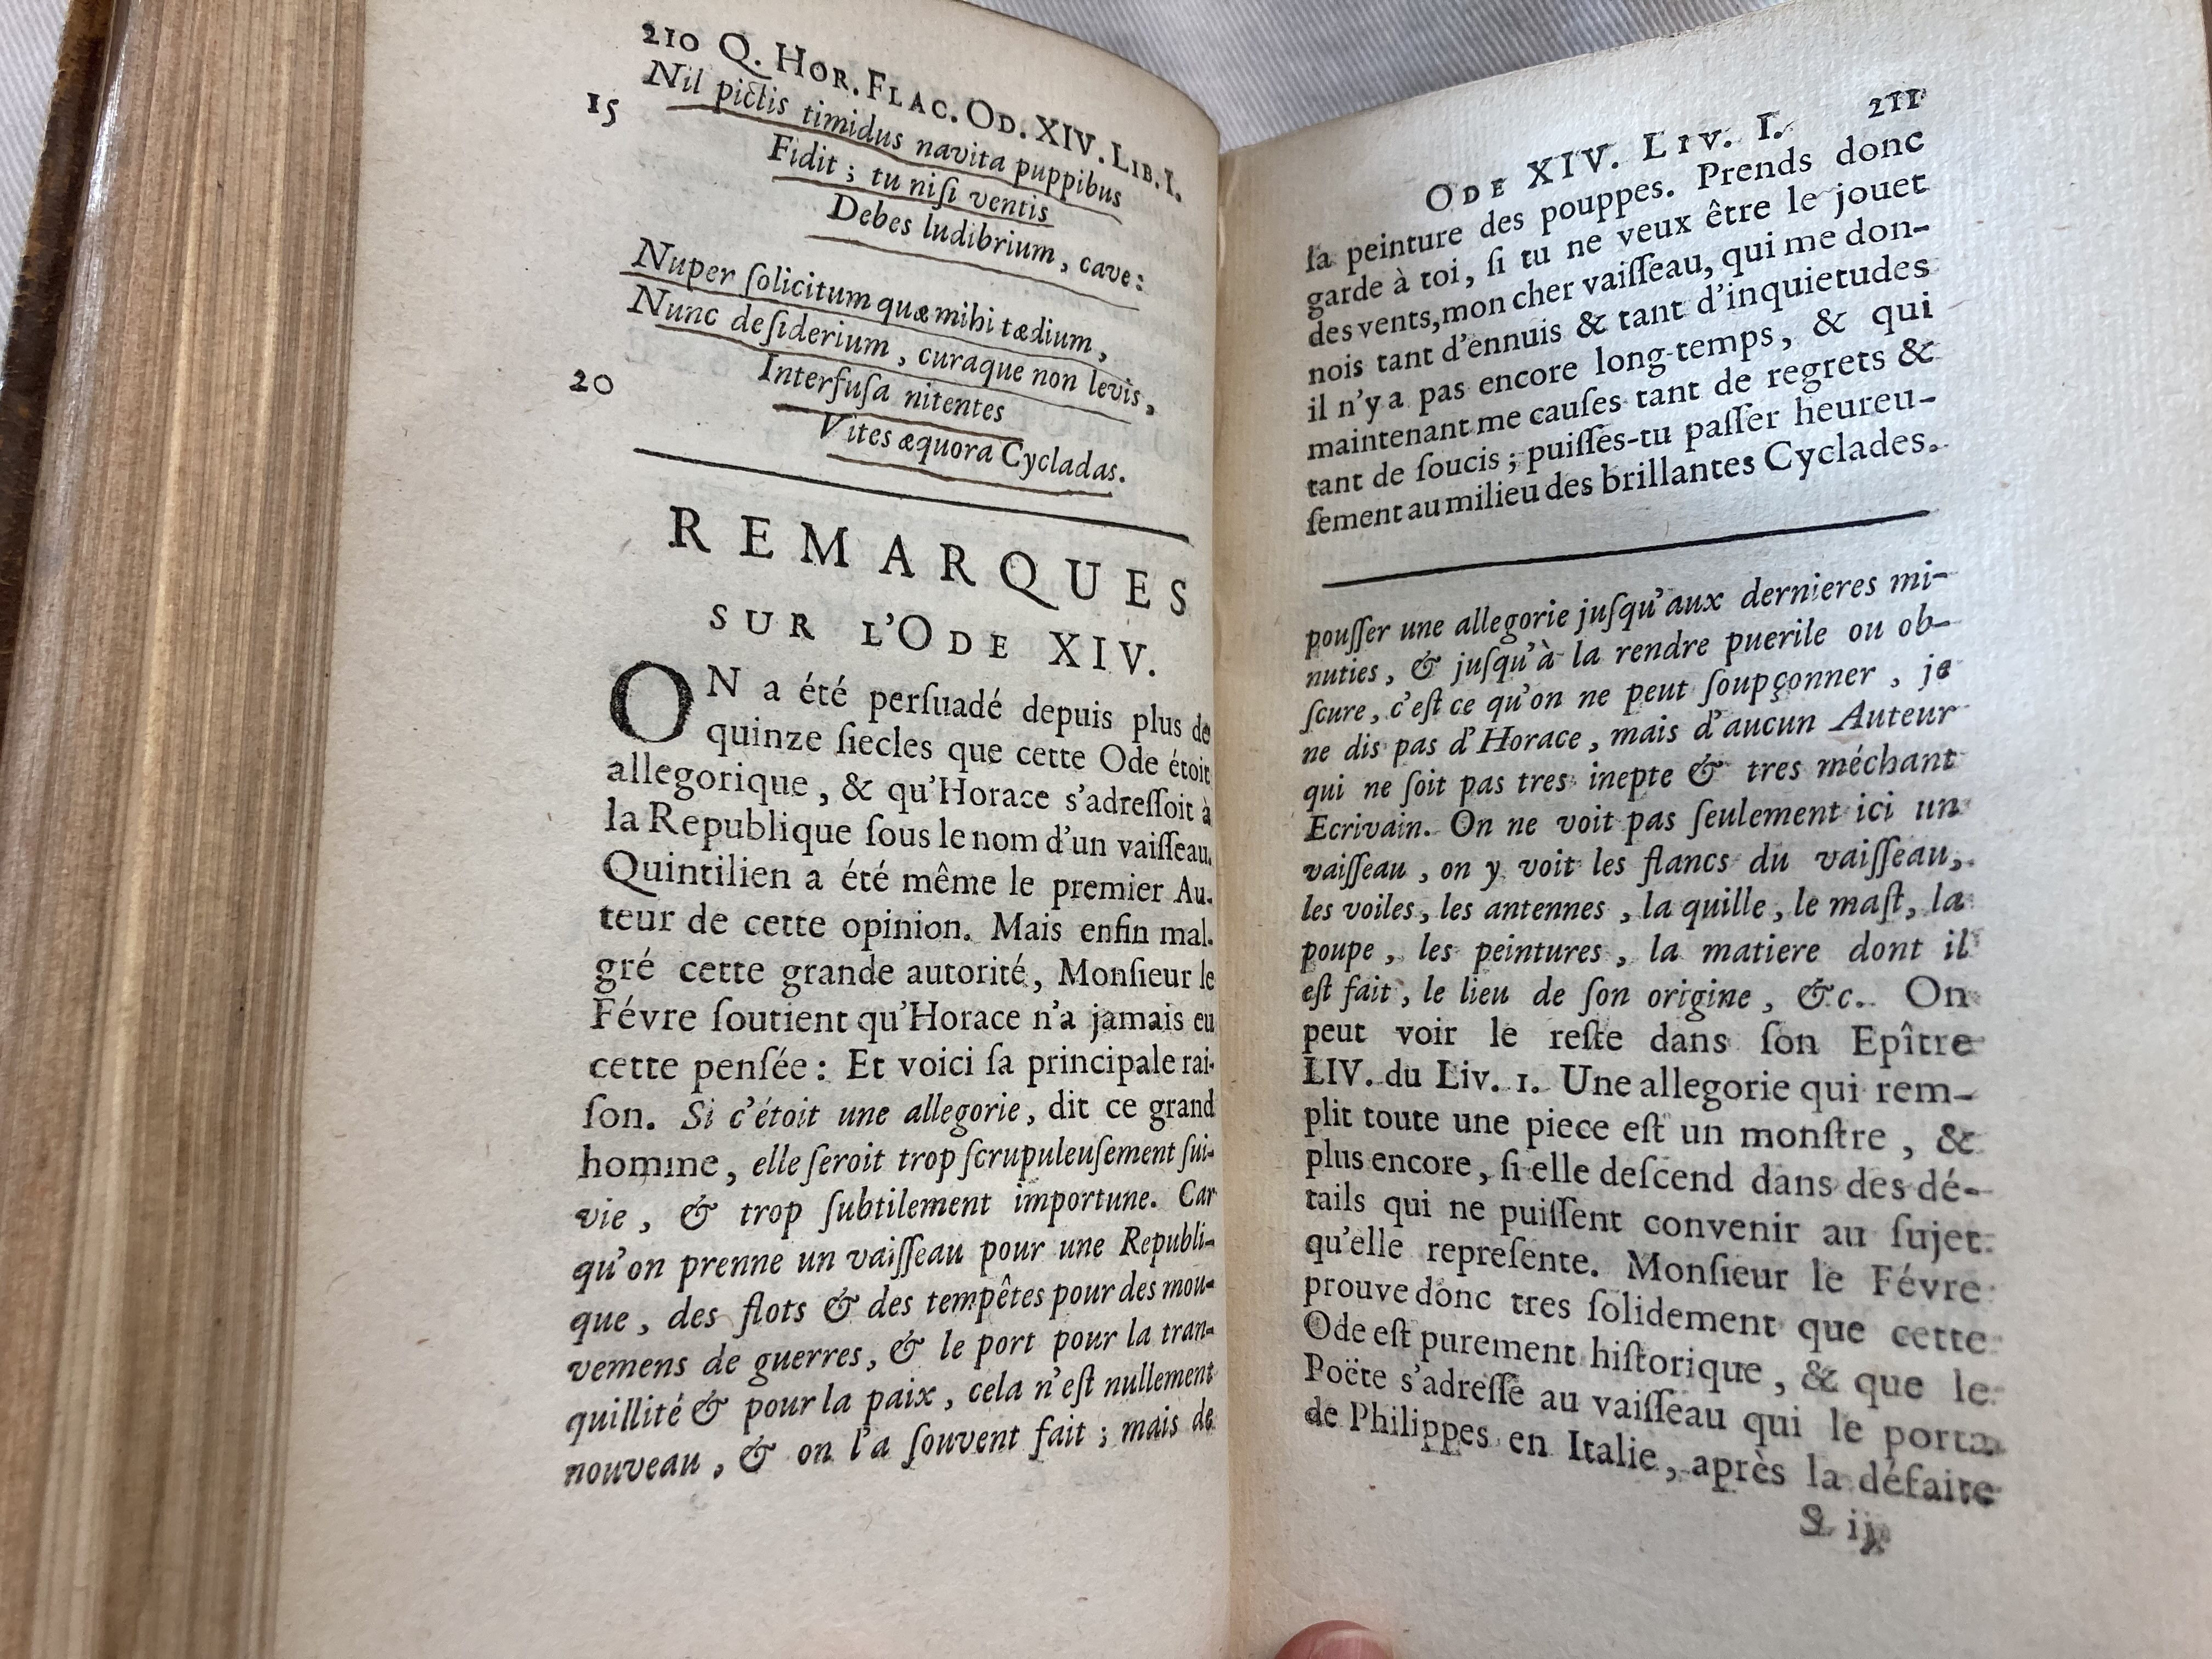 210 Q. HOR. FLAC. OD. XIV. LIB. I.
Nil pictis timidus navita puppibus
15 Fidit ; tu niſi ventis
Debes ludibrium, cave:
Nuper ſolicitum quæ mihi tædium,
Nunc deſiderium, curaque non levis,
Interfuſa nitentes
20 Vites æquora Cycladas.
REMARQUES
SUR L'ODE XIV.
ON a été perſuadé depuis plus de
quinze ſiecles que cette Ode étoit
allegorique, & qu'Horace s'adreſſoit à
la Republique ſous le nom d'un vaiſſeau.
Quintilien a été même le premier Au-
teur de cette opinion. Mais enfin mal-
gré cette grande autorité, Monſieur le
Févre ſoutient qu'Horace n'a jamais eu
cette penſée: Et voici ſa principale rai-
ſon. Si c'étoit une allegorie, dit ce grand
homme, elle ſeroit trop ſcrupuleuſement ſui-
vie, & trop ſubtilement importune. Car
qu'on prenne un vaiſſeau pour une Republi-
que, des flots & des tempêtes pour des mou-
vemens de guerres, & le port pour la tran-
quillité & pour la paix, cela n'eſt nullement
nouveau, & on l'a ſouvent fait ; mais de
ODE XIV. LIV. I. 211
la peinture des pouppes. Prends donc
garde à toi, ſi tu ne veux être le jouet
des vents, mon cher vaiſſeau, qui me don-
nois tant d'ennuis & tant d'inquietudes
il n'y a pas encore long-temps, & qui
maintenant me cauſes tant de regrets &
tant de ſoucis ; puiſſes-tu paſſer heureu-
ſement au milieu des brillantes Cyclades.
pouſſer une allegorie juſqu'aux dernieres mi-
nuties, & juſqu'à la rendre puerile ou ob-
ſcure, c'eſt ce qu'on ne peut ſoupçonner, je
ne dis pas d'Horace, mais d'aucun Auteur
qui ne ſoit pas tres inepte & tres méchant
Ecrivain. On ne voit pas ſeulement ici un
vaiſſeau, on y voit les flancs du vaiſſeau,
les voiles, les antennes, la quille, le maſt, la
poupe, les peintures, la matiere dont il
eſt fait, le lieu de ſon origine, &c. On
peut voir le reſte dans ſon Epître
LIV. du Liv. 1. Une allegorie qui rem-
plit toute une piece eſt un monſtre, &
plus encore, ſi elle deſcend dans des dé-
tails qui ne puiſſent convenir au ſujet
qu'elle repreſente. Monſieur le Févre
prouve donc tres ſolidement que cette
Ode eſt purement hiſtorique, & que le
Poëte s'adreſſe au vaiſſeau qui le porta
de Philippes en Italie, après la défaite
S ij